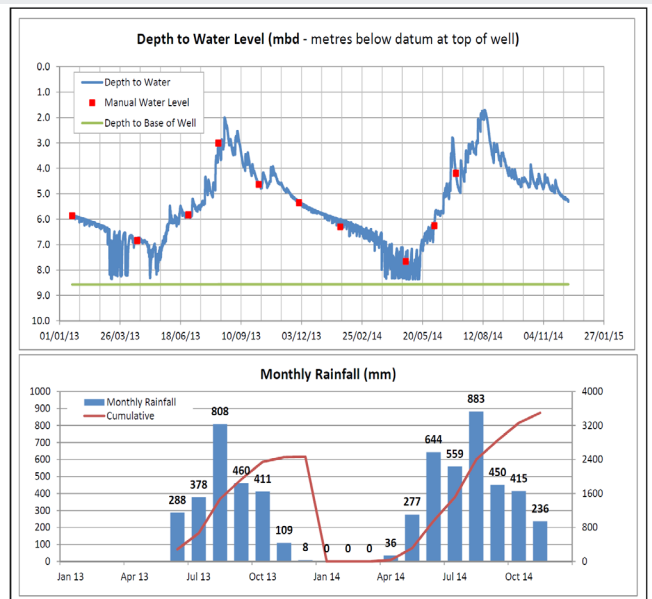 Depth to Water Level (mbd - metres below datum at top of well)
0.0
1.0
2.0
3.0
4.0
5.0
6.0
7.0
8.0
9.0
10.0
Depth to Water
Manual Water Level
Depth to Base of Well
01/01/13 26/03/13 18/06/13 10/09/13 03/12/13 25/02/14 20/05/14 12/08/14 04/11/14 27/01/15
Monthly Rainfall (mm)
1000
900
800
700
600
500
400
300
200
100
0
Monthly Rainfall
Cumulative
288 378 808 460 411 109 8 0 0 0 36 277 644 559 883 450 415 236
4000
3200
2400
1600
800
0
Jan 13 Apr 13 Jul 13 Oct 13 Jan 14 Apr 14 Jul 14 Oct 14